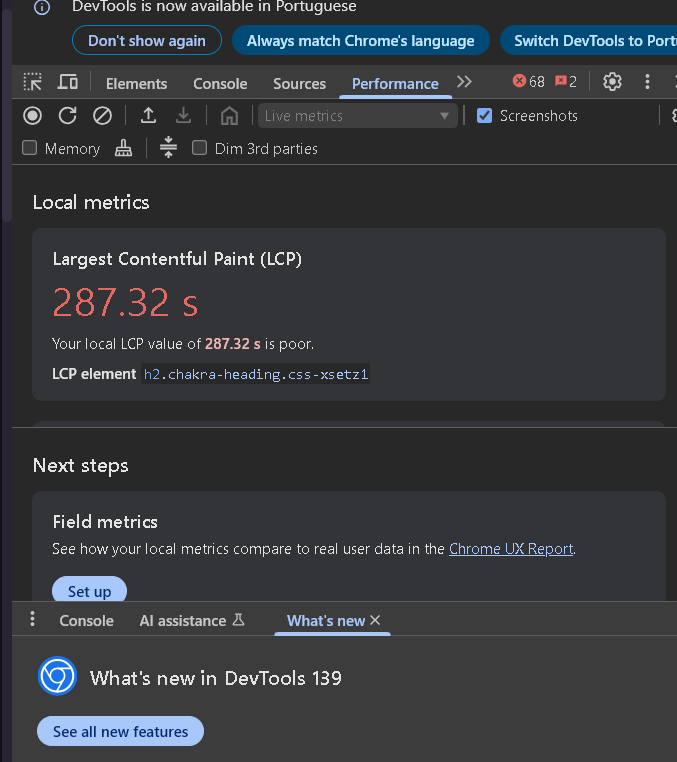 DevTools is now available in Portuguese
Don't show again
Always match Chrome's language
Switch DevTools to Port
Elements Console Sources Performance 68 2
Live metrics Screenshots
Memory Dim 3rd parties
Local metrics
Largest Contentful Paint (LCP)
287.32 s
Your local LCP value of 287.32 s is poor.
LCP element h2.chakra-heading.css-xsetz1
Next steps
Field metrics
See how your local metrics compare to real user data in the Chrome UX Report.
Set up
Console AI assistance What's new
What's new in DevTools 139
See all new features